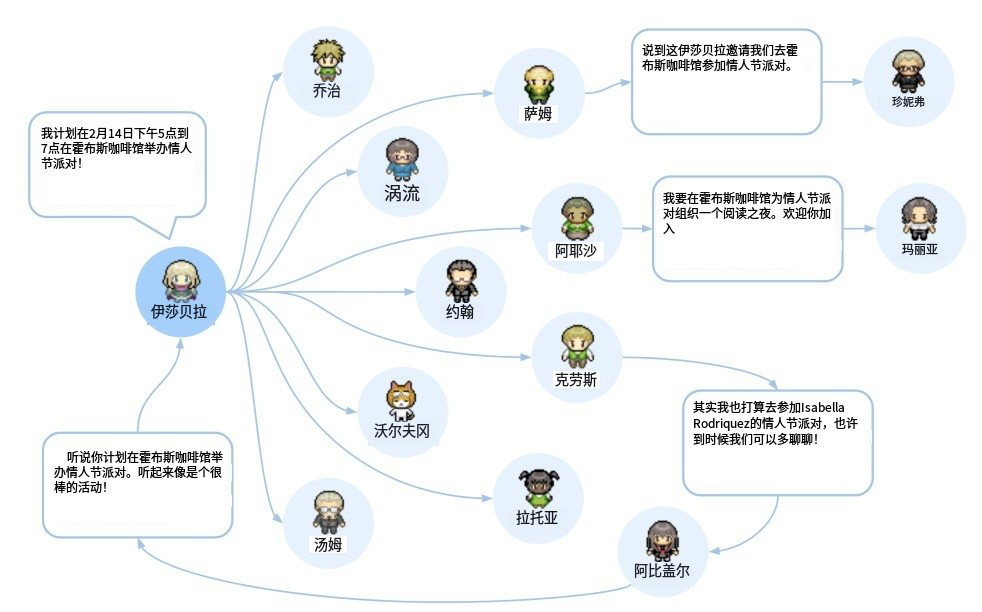 乔治
萨姆
说到这伊莎贝拉邀请我们去霍
布斯咖啡馆参加情人节派对。
珍妮弗
我计划在2月14日下午5点到
7点在霍布斯咖啡馆举办情人
节派对！
涡流
阿耶沙
我要在霍布斯咖啡馆为情人节派
对组织一个阅读之夜。欢迎你加
入
玛丽亚
伊莎贝拉
约翰
克劳斯
其实我也打算去参加Isabella
Rodriquez的情人节派对，也许
到时候我们可以多聊聊！
沃尔夫冈
听说你计划在霍布斯咖啡馆举
办情人节派对。听起来像是个很
棒的活动！
拉托亚
汤姆
阿比盖尔